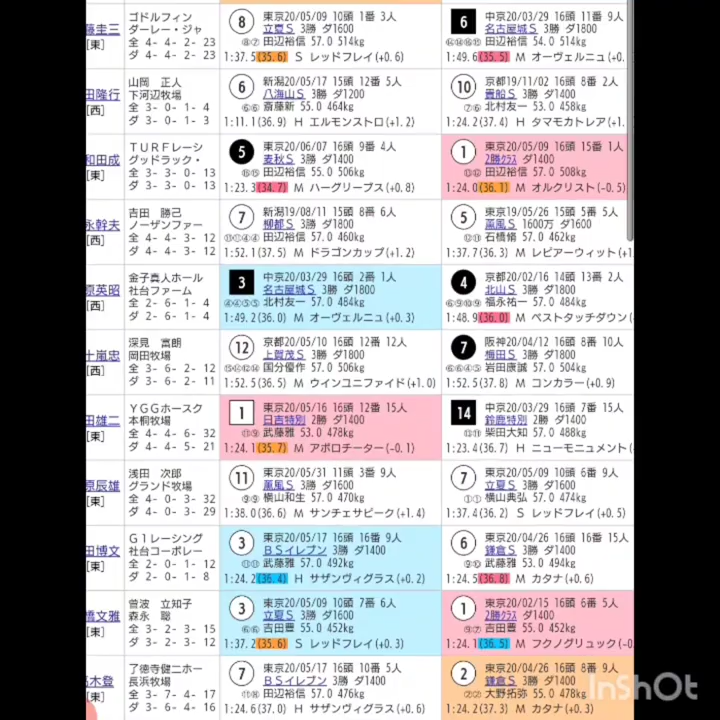 ゴドルフィン
ダーレー・ジャ
藤圭三
[東]
全 4- 4- 2- 23
ダ 4- 4- 2- 23
8 東京20/05/09 10頭 1番 3人
立夏S 3勝 ダ1600
⑧⑦ 田辺裕信 57.0 514kg
1:37.5(35.6) S レッドフレイ(+0.6)
6 中京20/03/29 16頭 11番 9人
名古屋城S 3勝 ダ1800
田辺裕信 54.0 514kg
1:49.6(35.5) M オーヴェルニュ(+0.
山岡 正人
下河辺牧場
田隆行
[西]
全 3- 0- 1- 4
ダ 3- 0- 1- 3
6 新潟20/05/17 15頭 12番 5人
八海山S 3勝 ダ1200
⑥⑥ 斎藤新 55.0 464kg
1:11.1(36.9) H エルモンストロ(+1.2)
10 京都19/11/02 16頭 8番 2人
貴船S 3勝 ダ1400
⑦⑥ 北村友一 53.0 458kg
1:24.2(37.4) H タマモカトレア(+1.
TURFレーシ
グッドラック・
和田成
[東]
全 3- 3- 0- 13
ダ 3- 3- 0- 13
5 東京20/06/07 16頭 9番 4人
麦秋S 3勝 ダ1400
⑯⑮ 田辺裕信 55.0 506kg
1:23.3(34.7) M ハーグリーブス(+0.8)
1 東京20/05/09 16頭 15番 1人
2勝クラス ダ1400
田辺裕信 57.0 508kg
1:24.0(36.1) M オルクリスト(-0.5)
吉田 勝己
ノーザンファー
永幹夫
[西]
全 4- 4- 3- 12
ダ 4- 4- 3- 12
7 新潟19/08/11 15頭 8番 6人
柳都S 3勝 ダ1800
田辺裕信 57.0 460kg
1:52.1(37.5) M ドラゴンカップ(+1.2)
5 東京19/05/26 15頭 5番 5人
薫風S 1600万 ダ1600
石橋脩 57.0 462kg
1:37.7(36.3) M レピアーウィット(+1
金子真人ホール
社台ファーム
原英昭
[西]
全 2- 6- 1- 4
ダ 2- 6- 1- 4
3 中京20/03/29 16頭 2番 1人
名古屋城S 3勝 ダ1800
④④⑤⑤ 北村友一 57.0 484kg
1:49.2(36.0) M オーヴェルニュ(+0.3)
4 京都20/02/16 14頭 13番 2人
北山S 3勝 ダ1800
⑥⑨⑩⑨ 福永祐一 57.0 484kg
1:48.9(36.0) M ベストタッチダウン(
深見 富朗
岡田牧場
十嵐忠
[西]
全 3- 6- 2- 12
ダ 3- 6- 2- 11
12 京都20/05/10 16頭 12番 12人
上賀茂S 3勝 ダ1800
国分優作 57.0 506kg
1:52.5(36.5) M ウインユニファイド(+1.0)
7 阪神20/04/12 16頭 8番 10人
梅田S 3勝 ダ1800
⑥⑥④⑤ 岩田康誠 57.0 504kg
1:52.5(37.8) M コンカラー(+0.9)
YGGホースク
本桐牧場
田雄二
[東]
全 4- 4- 6- 32
ダ 4- 4- 5- 21
1 東京20/05/16 16頭 12番 15人
日吉特別 2勝 ダ1400
⑪⑨ 武藤雅 53.0 478kg
1:24.1(35.7) M アポロチーター(-0.1)
14 中京20/03/29 16頭 7番 15人
鈴鹿特別 2勝 ダ1400
柴田大知 57.0 488kg
1:23.4(36.7) H ニューモニュメント(
浅田 次郎
グランド牧場
原辰雄
[西]
全 4- 0- 3- 32
ダ 4- 0- 3- 29
11 東京20/05/31 11頭 3番 9人
薫風S 3勝 ダ1600
⑨⑨ 横山和生 57.0 470kg
1:38.0(36.6) M サンチェサピーク(+1.4)
7 東京20/05/09 10頭 3番 9人
立夏S 3勝 ダ1600
①① 横山典弘 57.0 474kg
1:37.4(36.2) S レッドフレイ(+0.5)
G1レーシング
社台コーポレー
田博文
[東]
全 2- 0- 1- 12
ダ 2- 0- 1- 8
3 東京20/05/17 16頭 16番 9人
BSイレブン 3勝 ダ1400
武藤雅 57.0 492kg
1:24.2(36.4) H サザンヴィグラス(+0.2)
6 東京20/04/26 16頭 16番 15人
鎌倉S 3勝 ダ1400
⑨⑩ 武藤雅 53.0 494kg
1:24.5(36.8) M カタナ(+0.6)
曽波 立知子
森永 聡
橋文雅
[東]
全 3- 2- 3- 15
ダ 3- 2- 3- 12
3 東京20/05/09 10頭 7番 6人
立夏S 3勝 ダ1600
⑥⑥ 吉田豊 55.0 452kg
1:37.2(35.6) S レッドフレイ(+0.3)
1 東京20/02/15 16頭 6番 5人
2勝クラス ダ1400
⑨⑦ 吉田豊 55.0 452kg
1:24.1(36.5) M フクノグリュック(-0
了德寺健二ホー
長浜牧場
高木登
[東]
全 3- 7- 4- 17
ダ 3- 6- 4- 16
7 東京20/05/17 16頭 10番 5人
BSイレブン 3勝 ダ1400
田辺裕信 57.0 476kg
1:24.6(37.0) H サザンヴィグラス(+0.6)
2 東京20/04/26 16頭 8番 9人
鎌倉S 3勝 ダ1400
大野拓弥 55.0 478kg
1:24.2(37.3) M カタナ(+0.3)
InShOt